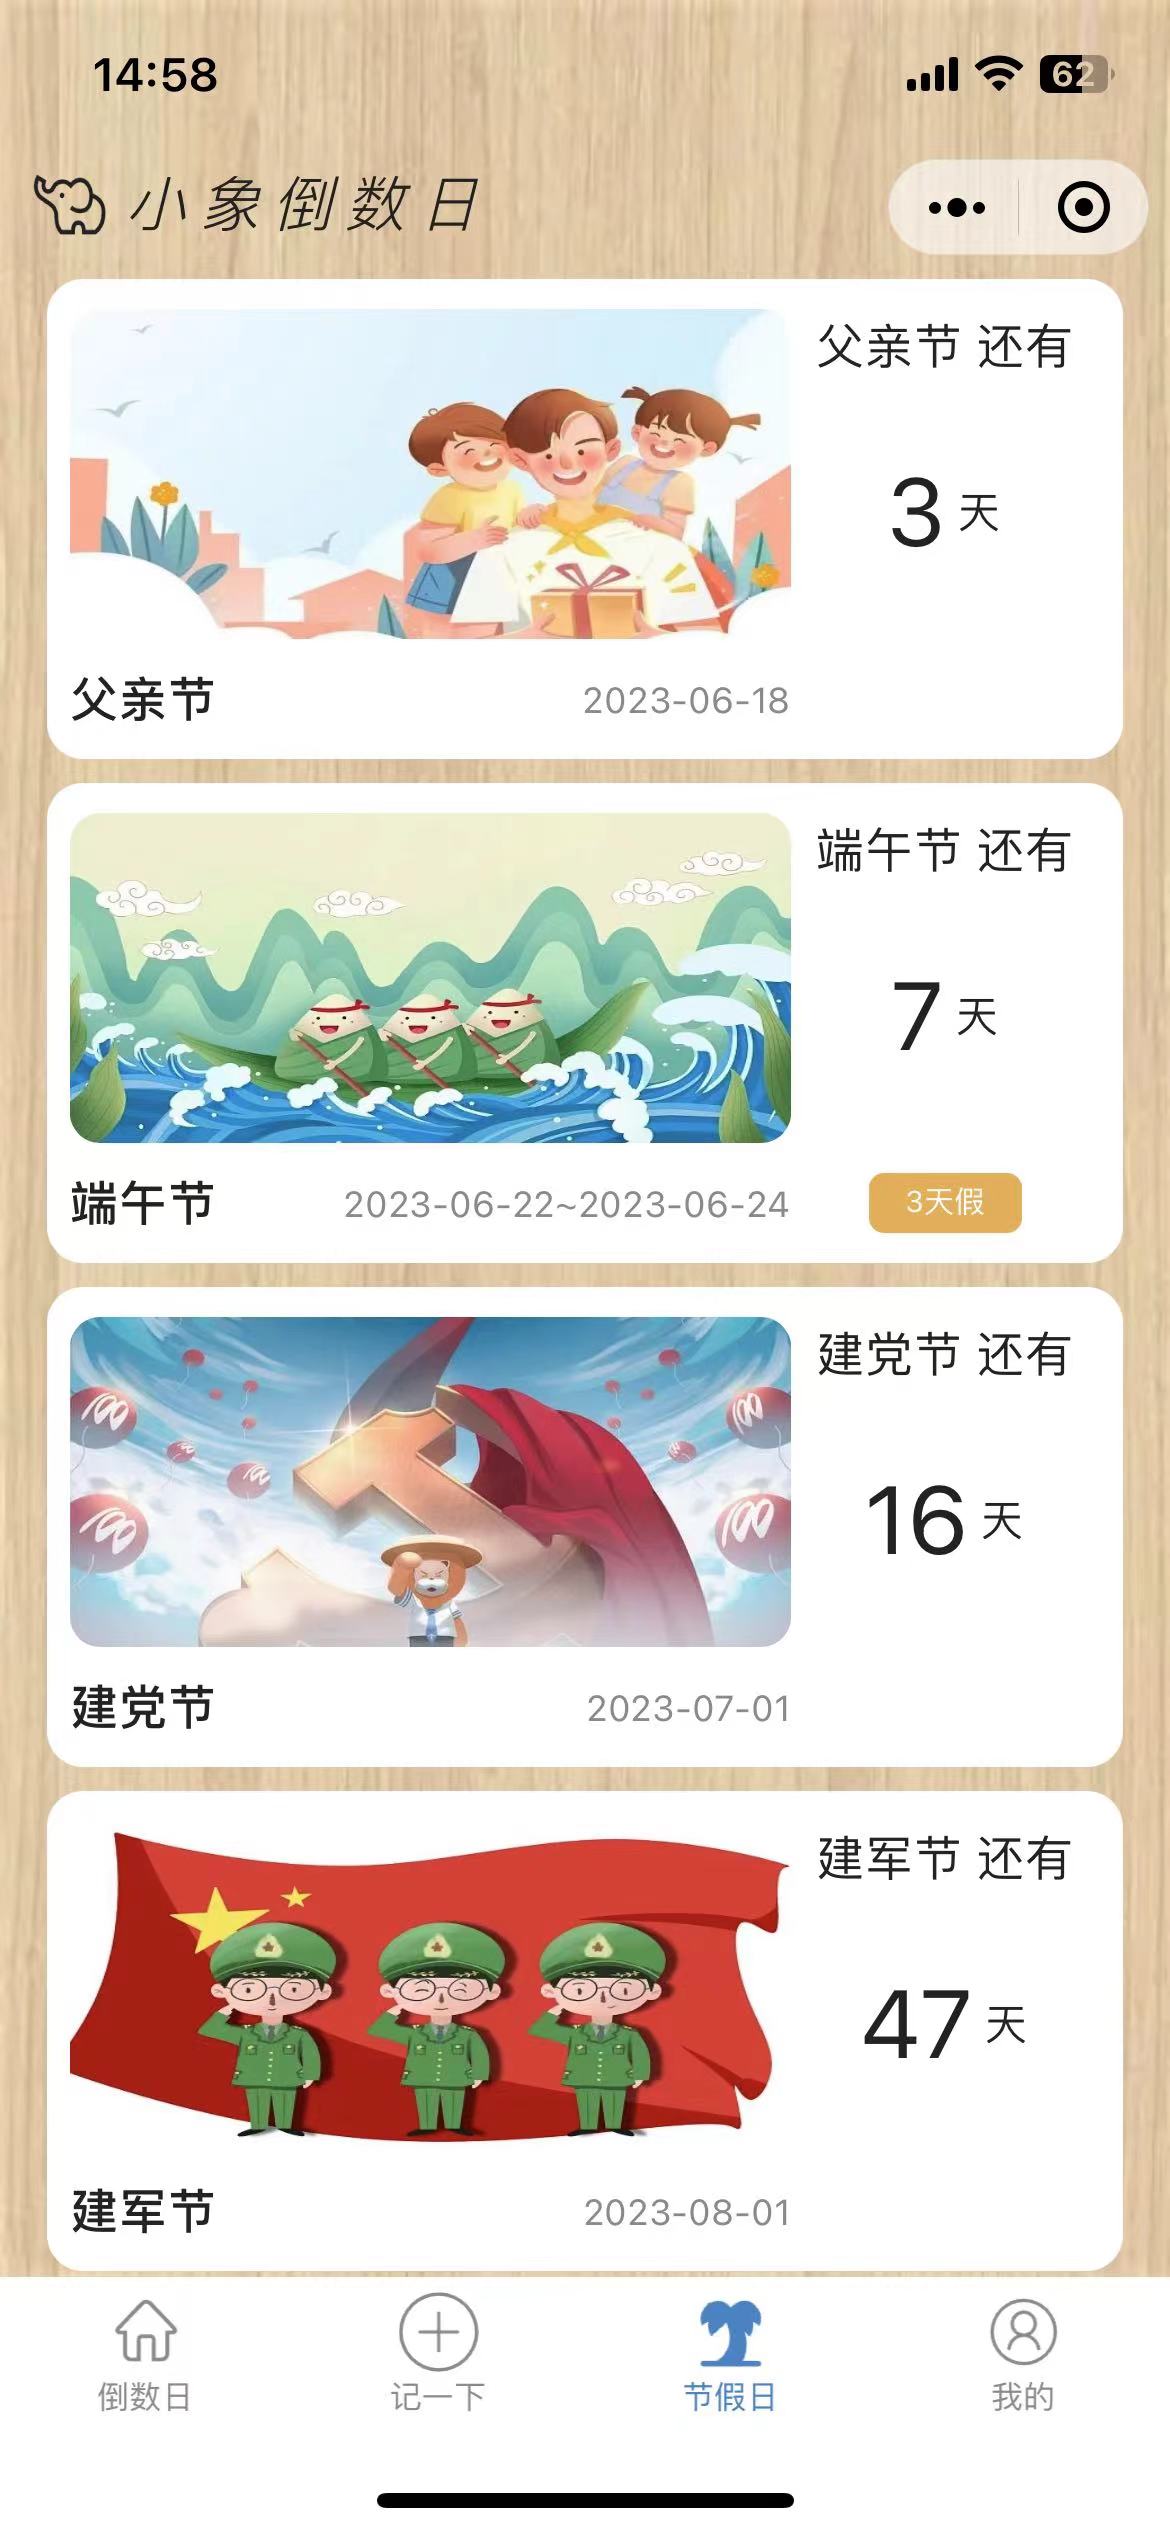 14:58
62
小象倒数日
父亲节 还有
3 天
父亲节 2023-06-18
端午节 还有
7 天
端午节 2023-06-22~2023-06-24 3天假
建党节 还有
100
100
100
100
16 天
建党节 2023-07-01
建军节 还有
47 天
建军节 2023-08-01
倒数日 记一下 节假日 我的